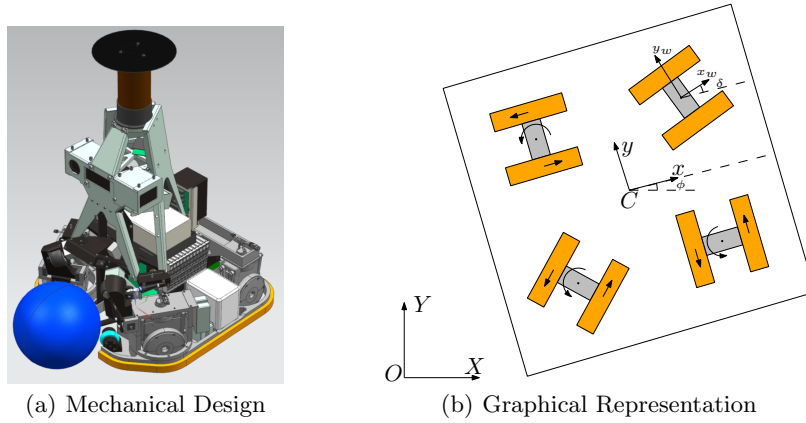 y_w
x_w
δ
y
x
C
ϕ
Y
O
X
(a) Mechanical Design
(b) Graphical Representation